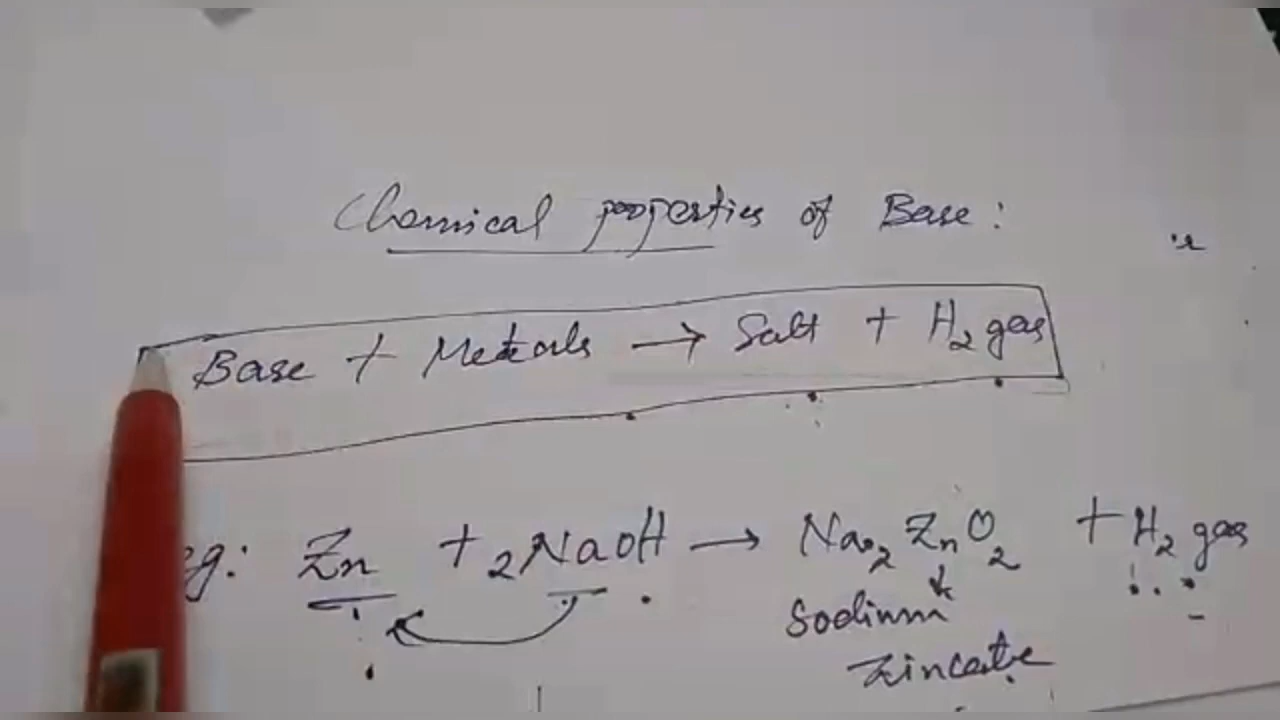 Chemical properties of Base:
Base + Metals → Salt + H₂ gas
eg: Zn + 2NaOH → Na₂ZnO₂ + H₂ gas
Sodium
Zincate